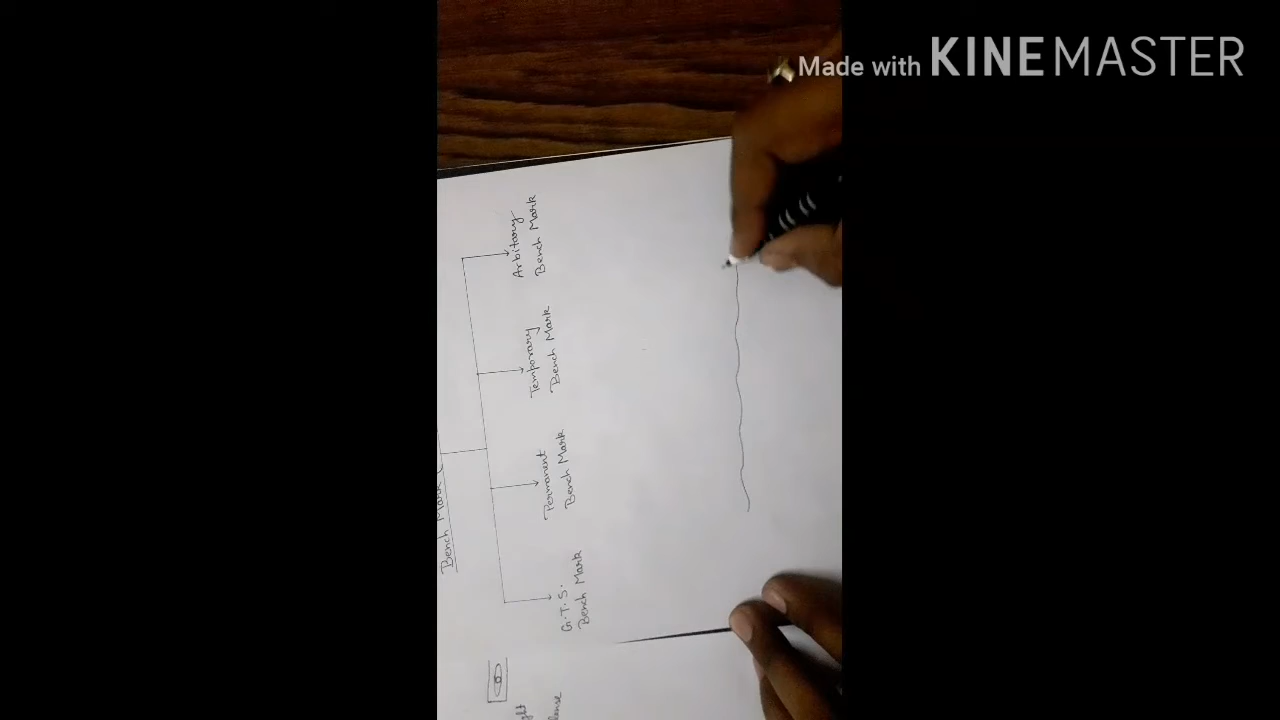 Made with KINEMASTER
Bench Mark (
G.T.S.
Bench Mark
Permanent
Bench Mark
Temporary
Bench Mark
Arbitary
Bench Mark